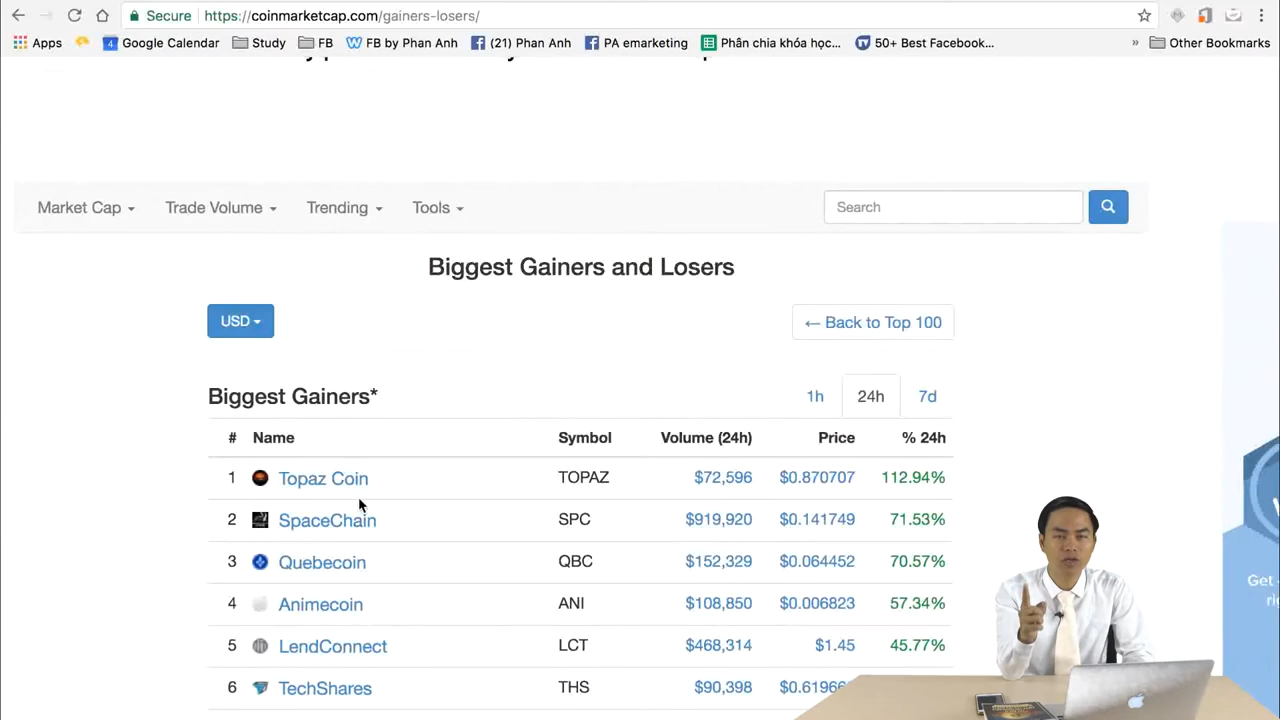 Secure https://coinmarketcap.com/gainers-losers/
Apps 4 Google Calendar Study FB FB by Phan Anh (21) Phan Anh PA emarketing Phân chia khóa học... 50+ Best Facebook... » Other Bookmarks
Market Cap Trade Volume Trending Tools Search
Biggest Gainers and Losers
USD ← Back to Top 100
Biggest Gainers* 1h 24h 7d
# Name Symbol Volume (24h) Price % 24h
1 Topaz Coin TOPAZ $72,596 $0.870707 112.94%
2 SpaceChain SPC $919,920 $0.141749 71.53%
3 Quebecoin QBC $152,329 $0.064452 70.57%
4 Animecoin ANI $108,850 $0.006823 57.34%
5 LendConnect LCT $468,314 $1.45 45.77%
6 TechShares THS $90,398
Get